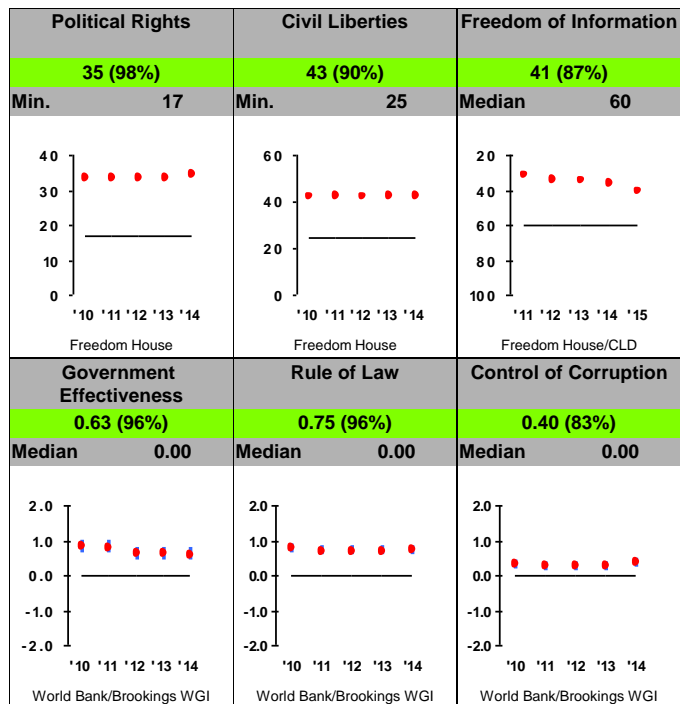 Political Rights
35 (98%)
Min. 17
40
30
20
10
0
'10 '11 '12 '13 '14
Freedom House
Civil Liberties
43 (90%)
Min. 25
60
40
20
0
'10 '11 '12 '13 '14
Freedom House
Freedom of Information
41 (87%)
Median 60
20
40
60
80
100
'11 '12 '13 '14 '15
Freedom House/CLD
Government
Effectiveness
0.63 (96%)
Median 0.00
2.0
1.0
0.0
-1.0
-2.0
'10 '11 '12 '13 '14
World Bank/Brookings WGI
Rule of Law
0.75 (96%)
Median 0.00
2.0
1.0
0.0
-1.0
-2.0
'10 '11 '12 '13 '14
World Bank/Brookings WGI
Control of Corruption
0.40 (83%)
Median 0.00
2.0
1.0
0.0
-1.0
-2.0
'10 '11 '12 '13 '14
World Bank/Brookings WGI